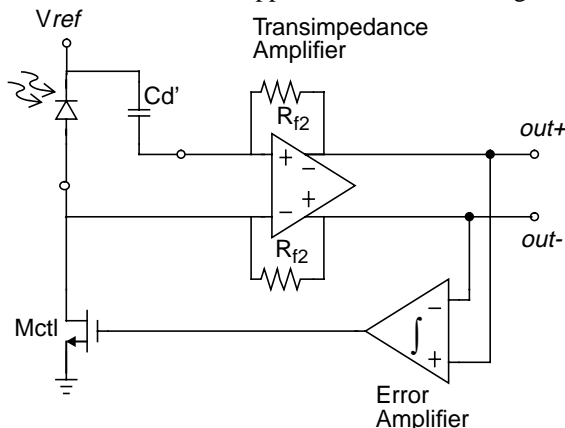 Vref
Transimpedance
Amplifier
Cd'
Rf2
out+
+
−
+
−
out-
Rf2
Mctl
−
∫
+
Error
Amplifier